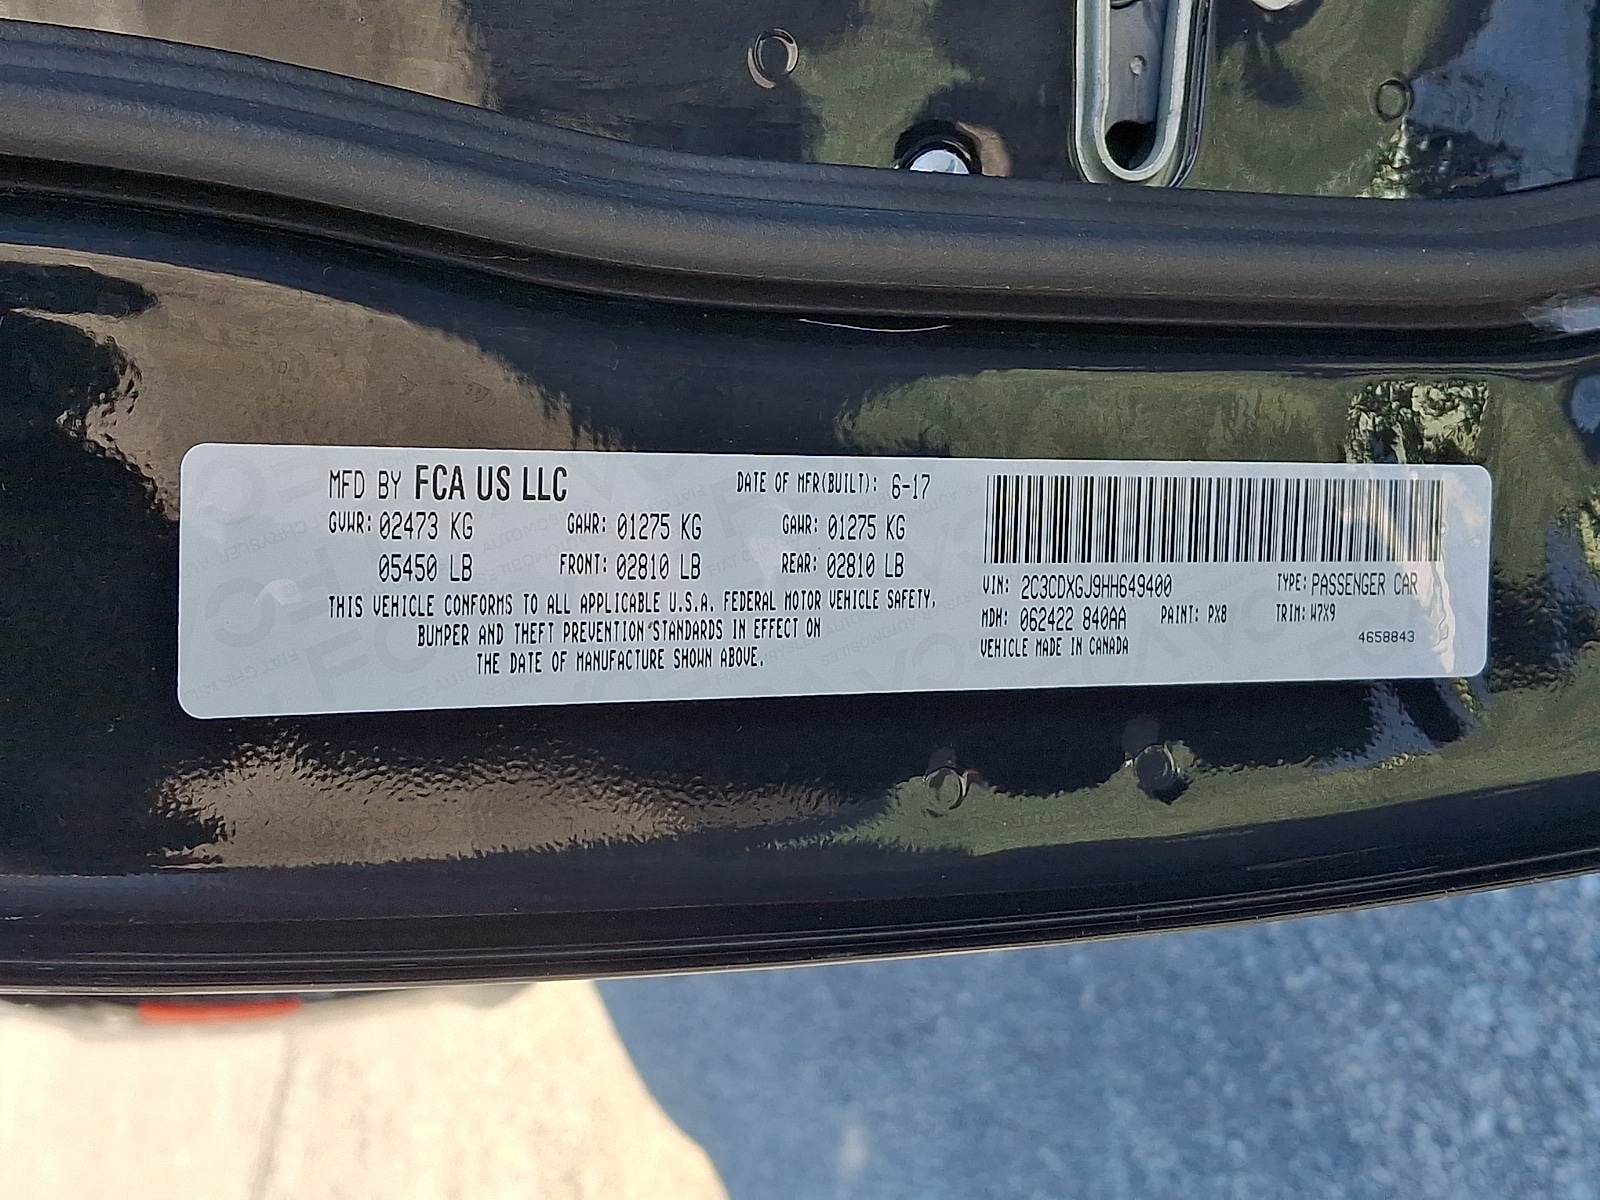 MFD BY FCA US LLC DATE OF MFR(BUILT): 6-17
GVWR: 02473 KG GAWR: 01275 KG GAWR: 01275 KG
05450 LB FRONT: 02810 LB REAR: 02810 LB
THIS VEHICLE CONFORMS TO ALL APPLICABLE U.S.A. FEDERAL MOTOR VEHICLE SAFETY,
BUMPER AND THEFT PREVENTION STANDARDS IN EFFECT ON
THE DATE OF MANUFACTURE SHOWN ABOVE.
VIN: 2C3CDXGJ9HH649400 TYPE: PASSENGER CAR
MDH: 062422 840AA PAINT: PX8 TRIM: W7X9
VEHICLE MADE IN CANADA 4658843